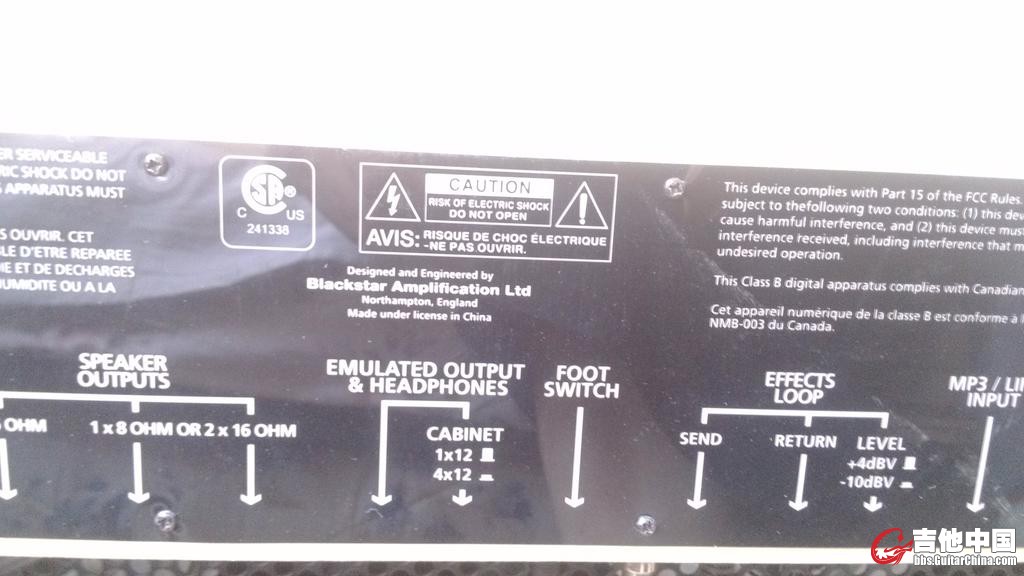 ER SERVICEABLE
RIC SHOCK DO NOT
S APPARATUS MUST
S OUVRIR. CET
LE D'ETRE REPAREE
IE ET DE DECHARGES
HUMIDITE OU A LA
SA®
C US
241338
CAUTION
RISK OF ELECTRIC SHOCK
DO NOT OPEN
AVIS: RISQUE DE CHOC ÉLECTRIQUE
-NE PAS OUVRIR.
Designed and Engineered by
Blackstar Amplification Ltd
Northampton, England
Made under license in China
This device complies with Part 15 of the FCC Rules.
subject to thefollowing two conditions: (1) this dev
cause harmful interference, and (2) this device must
interference received, including interference that m
undesired operation.
This Class B digital apparatus complies with Canadian
Cet appareil numérique de la classe B est conforme à l
NMB-003 du Canada.
SPEAKER
OUTPUTS
OHM
1 x 8 OHM OR 2 x 16 OHM
EMULATED OUTPUT
& HEADPHONES
CABINET
1x12
4x12
FOOT
SWITCH
EFFECTS
LOOP
SEND
RETURN
LEVEL
+4dBV
-10dBV
MP3 / LI
INPUT
吉他中国
bbs.GuitarChina.com